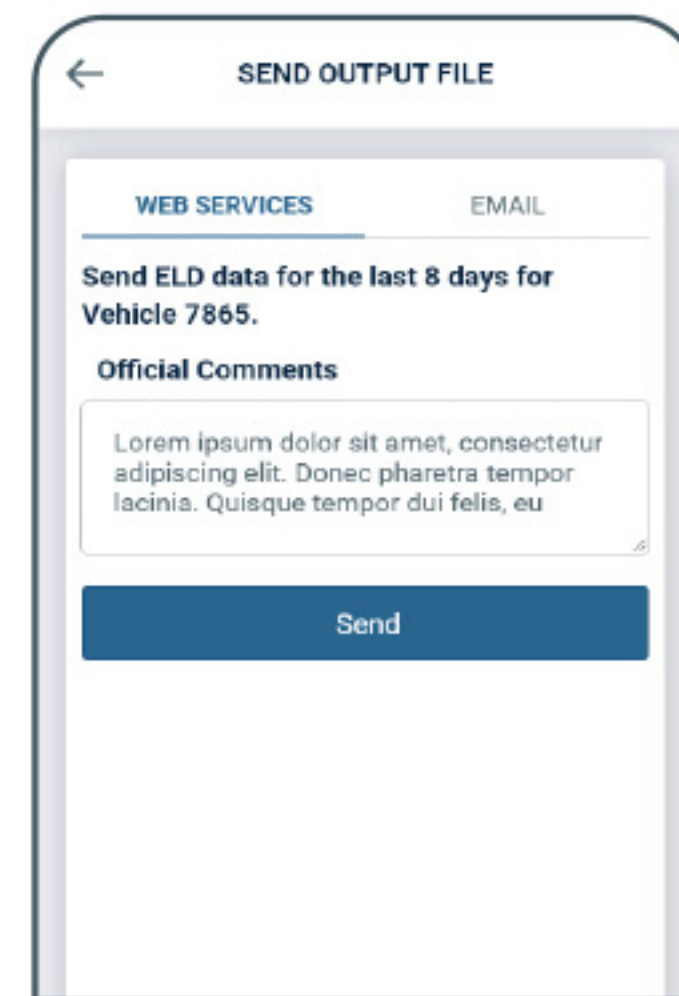 SEND OUTPUT FILE
WEB SERVICES EMAIL
Send ELD data for the last 8 days for
Vehicle 7865.
Official Comments
Lorem ipsum dolor sit amet, consectetur
adipiscing elit. Donec pharetra tempor
lacinia. Quisque tempor dui felis, eu
Send